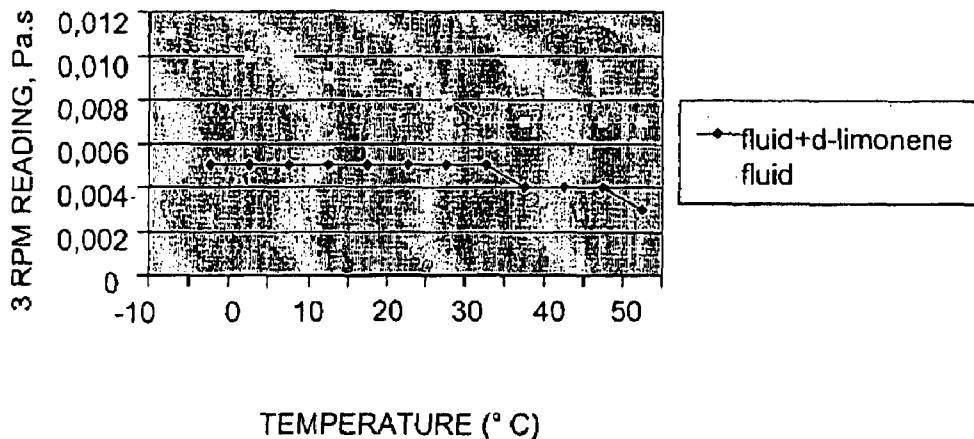 3 RPM READING, Pa.s
0,012
0,010
0,008
0,006
0,004
0,002
0
-10 0 10 20 30 40 50
TEMPERATURE (° C)
fluid+d-limonene
fluid